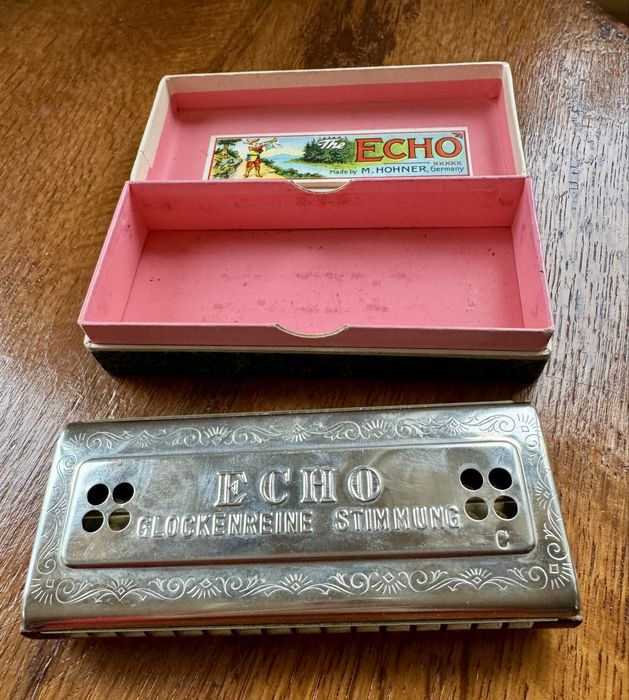 The ECHO
Made by M. HOHNER, Germany
ECHO
GLOCKENREINE STIMMUNG
C